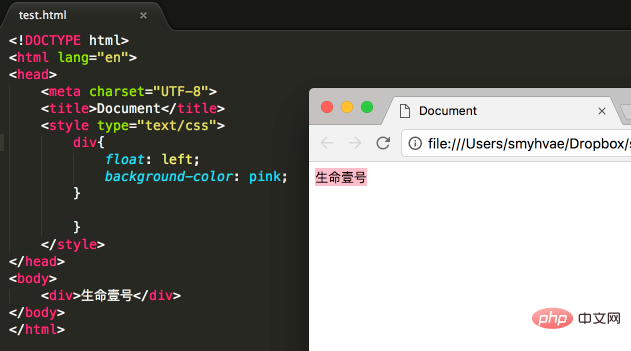 test.html ×
<!DOCTYPE html>
<html lang="en">
<head>
<meta charset="UTF-8">
<title>Document</title>
<style type="text/css">
div{
float: left;
background-color: pink;
}
}
</style>
</head>
<body>
<div>生命壹号</div>
</body>
</html>
Document ×
file:///Users/smyhvae/Dropbox/s
生命壹号
php 中文网